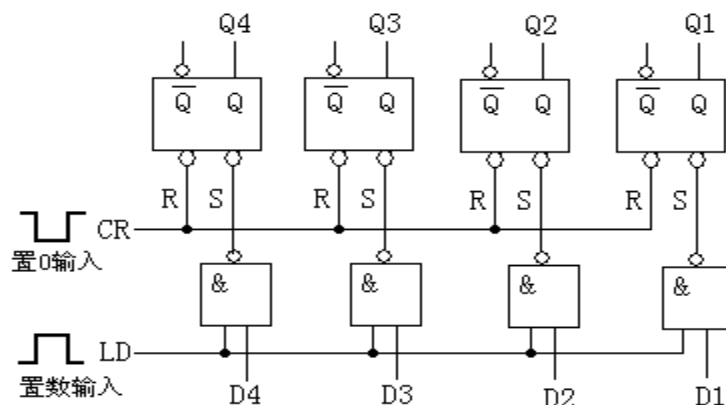 Q4 Q3 Q2 Q1
Q Q Q Q Q Q Q Q
R S R S R S R S
CR
置0输入
& & & &
LD
置数输入
D4 D3 D2 D1